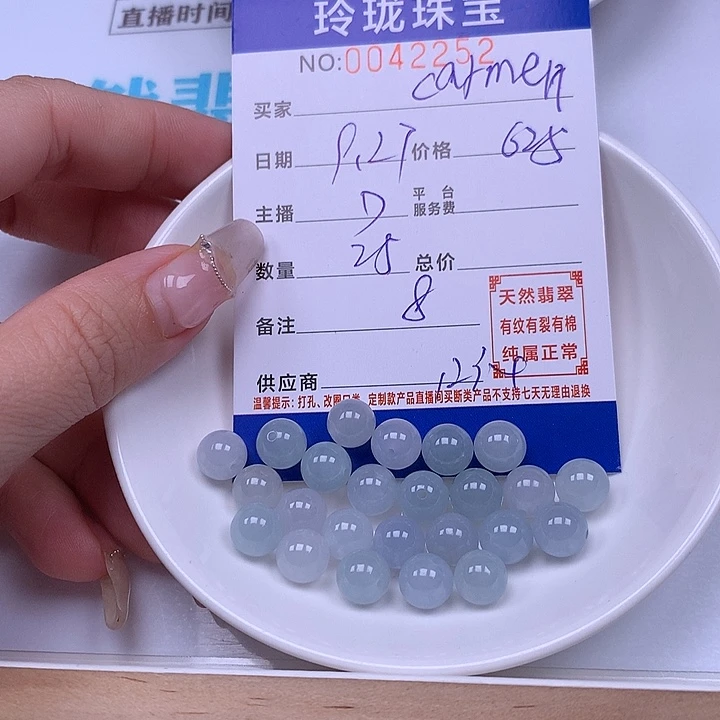 直播时间
玲珑珠宝
NO:0042252
买家 carmen
日期 9.27 价格 625
主播 D 平台服务费
数量 25 总价
备注 8
供应商
天然翡翠
有纹有裂有棉
纯属正常
温馨提示：打孔、改圈口类、定制款产品直播间买断类产品不支持七天无理由退换